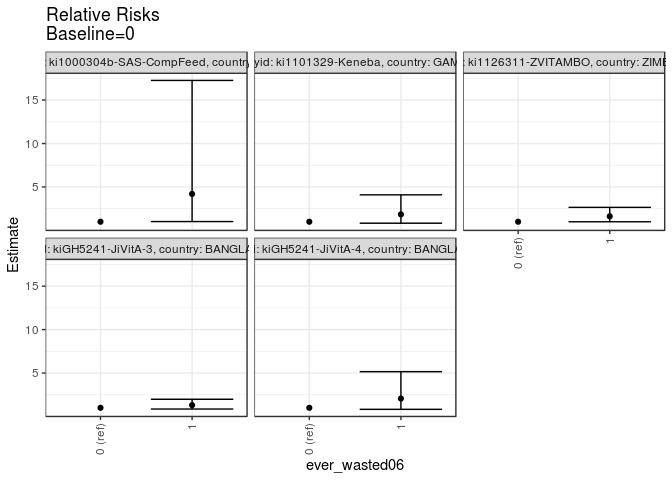 Relative Risks
Baseline=0
: ki1000304b-SAS-CompFeed, country
yid: ki1101329-Keneba, country: GAM
: ki1126311-ZVITAMBO, country: ZIMB
15
10
5
0 (ref)
1
: kiGH5241-JiVitA-3, country: BANGLA
: kiGH5241-JiVitA-4, country: BANGLA
15
10
5
0 (ref)
1
0 (ref)
1
Estimate
ever_wasted06